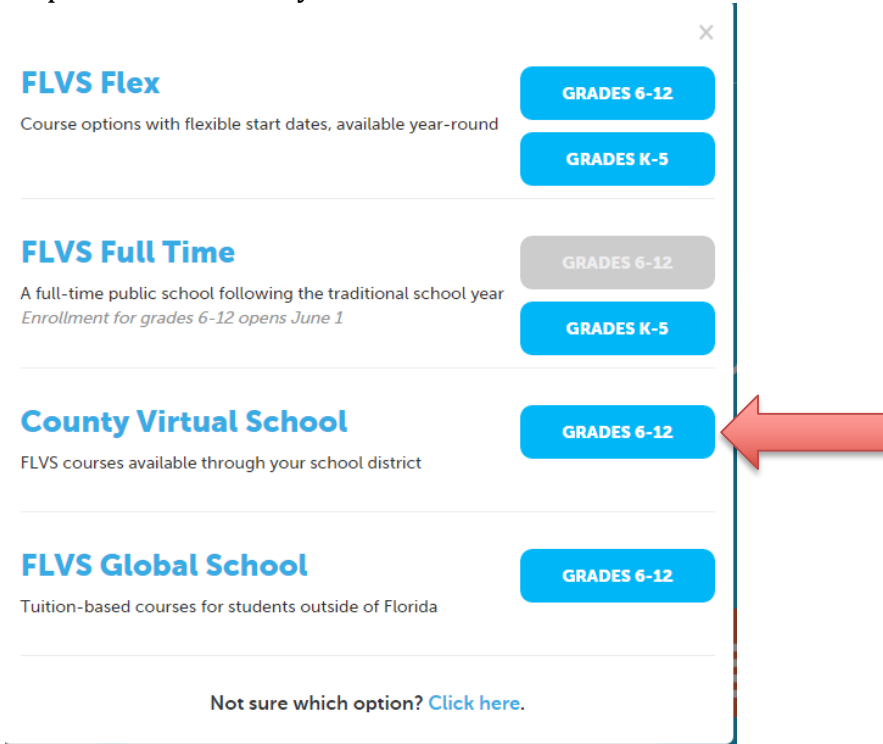 ×
FLVS Flex
GRADES 6-12
Course options with flexible start dates, available year-round
GRADES K-5
FLVS Full Time
GRADES 6-12
A full-time public school following the traditional school year
Enrollment for grades 6-12 opens June 1
GRADES K-5
County Virtual School
GRADES 6-12
FLVS courses available through your school district
FLVS Global School
GRADES 6-12
Tuition-based courses for students outside of Florida
Not sure which option? Click here.